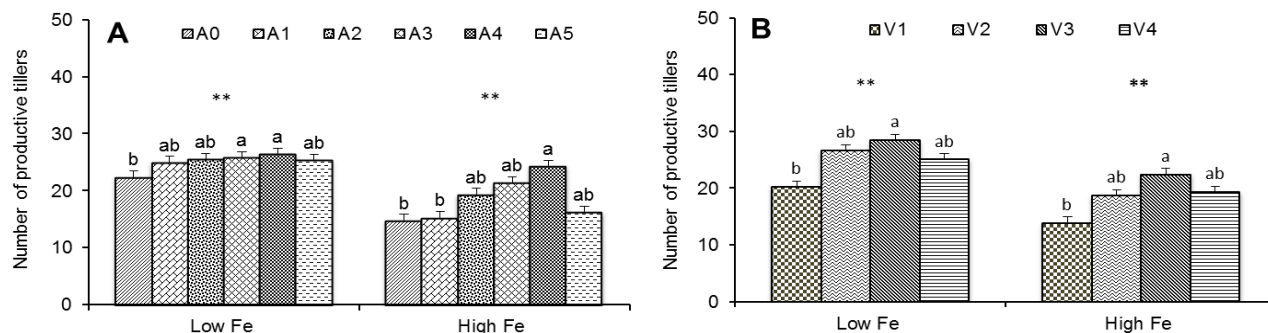 A
A0 A1 A2 A3 A4 A5
Number of productive tillers
50
40
30
20
10
0
**
**
b ab ab a a ab
b b ab ab a ab
Low Fe
High Fe
B
V1 V2 V3 V4
Number of productive tillers
50
40
30
20
10
0
**
**
b ab a ab
b ab a ab
Low Fe
High Fe